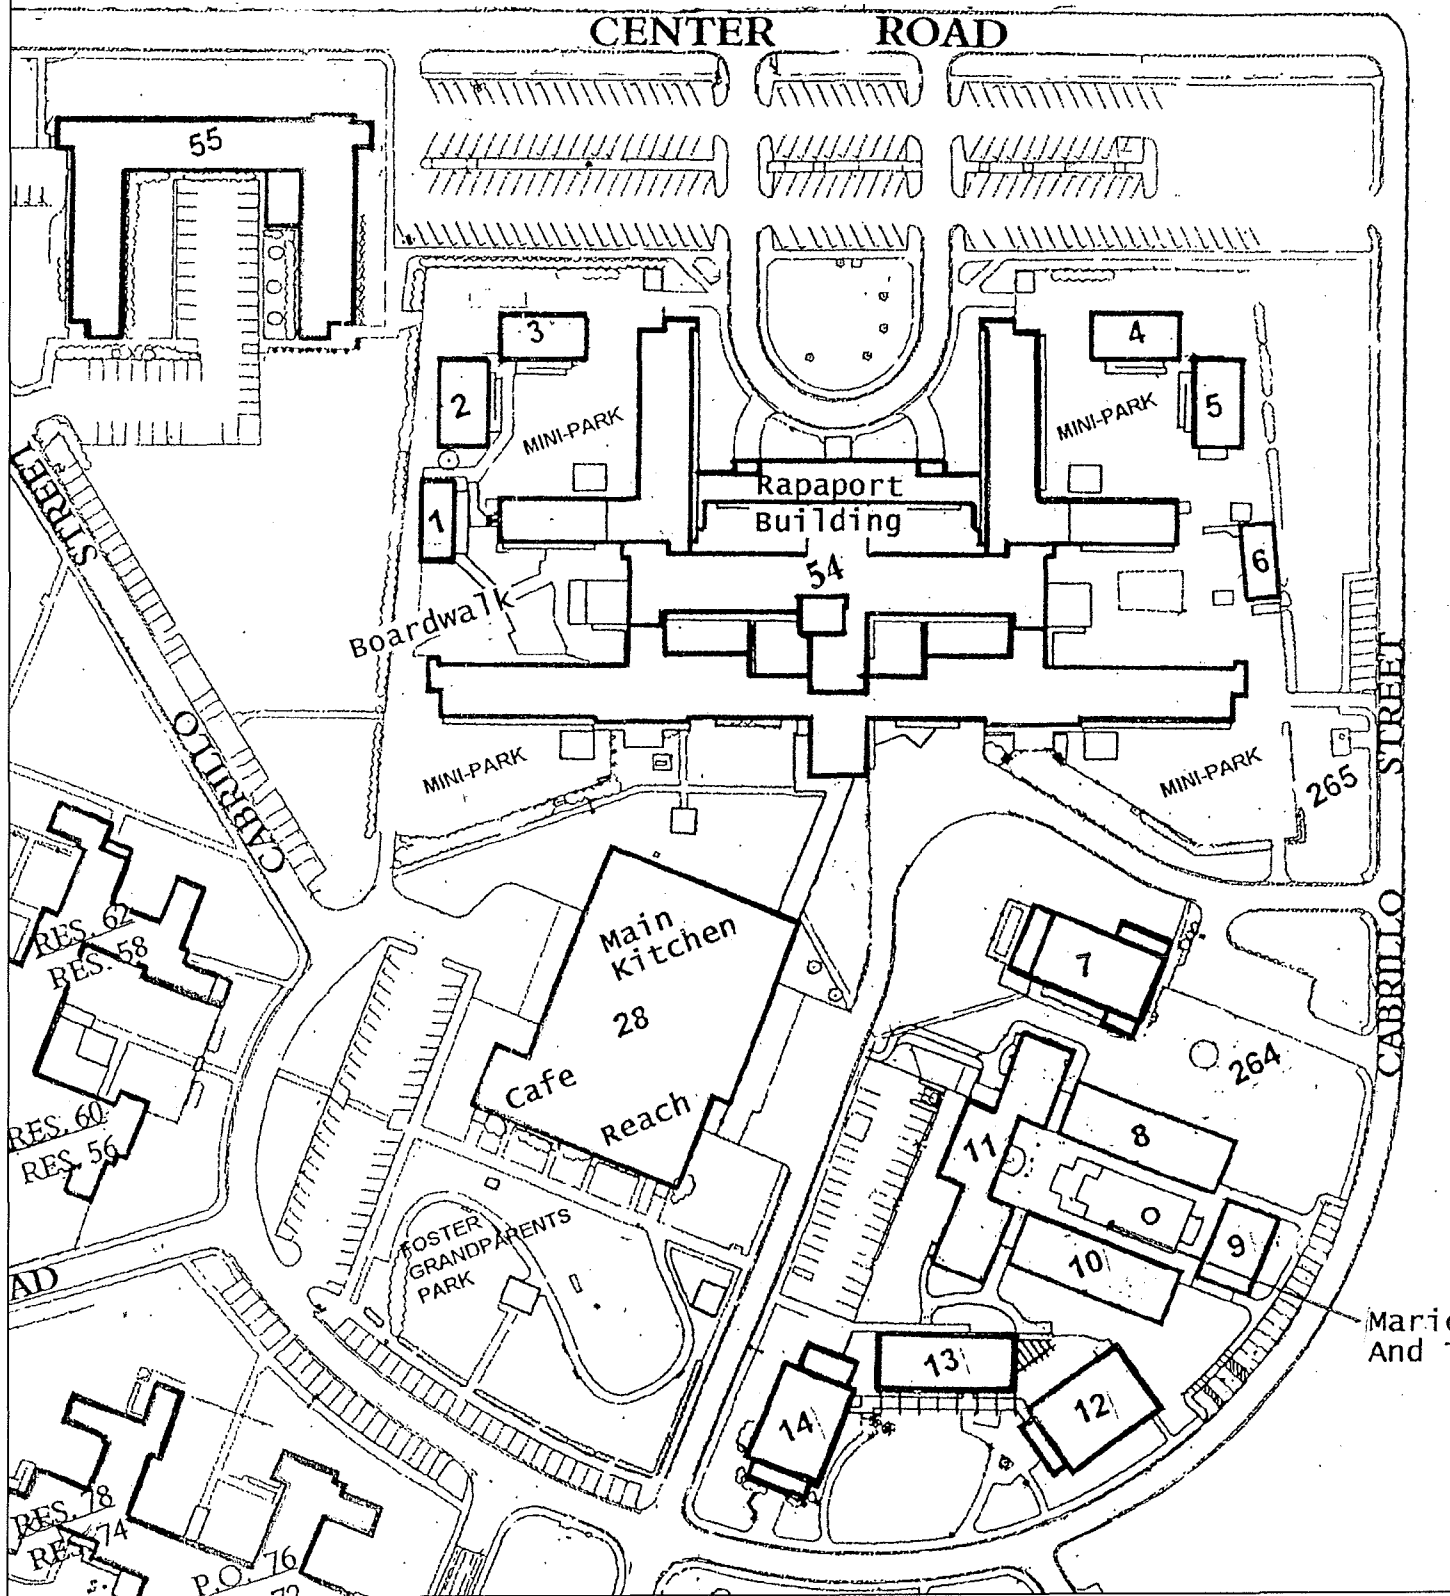 CENTER ROAD
55
3
4
2
MINI-PARK
MINI-PARK
5
Rapaport
Building
1
54
6
Boardwalk
STREET
STREET
CABRILLO
MINI-PARK
MINI-PARK
265
Main
Kitchen
28
Cafe
Reach
CABRILLO
7
264
RES. 62
RES. 58
RES. 60
RES. 56
11
8
9
10
FOSTER
GRANDPARENTS
PARK
AD
13
14
12
Marie
And
RES. 78
RES. 74
P.O. 76
72